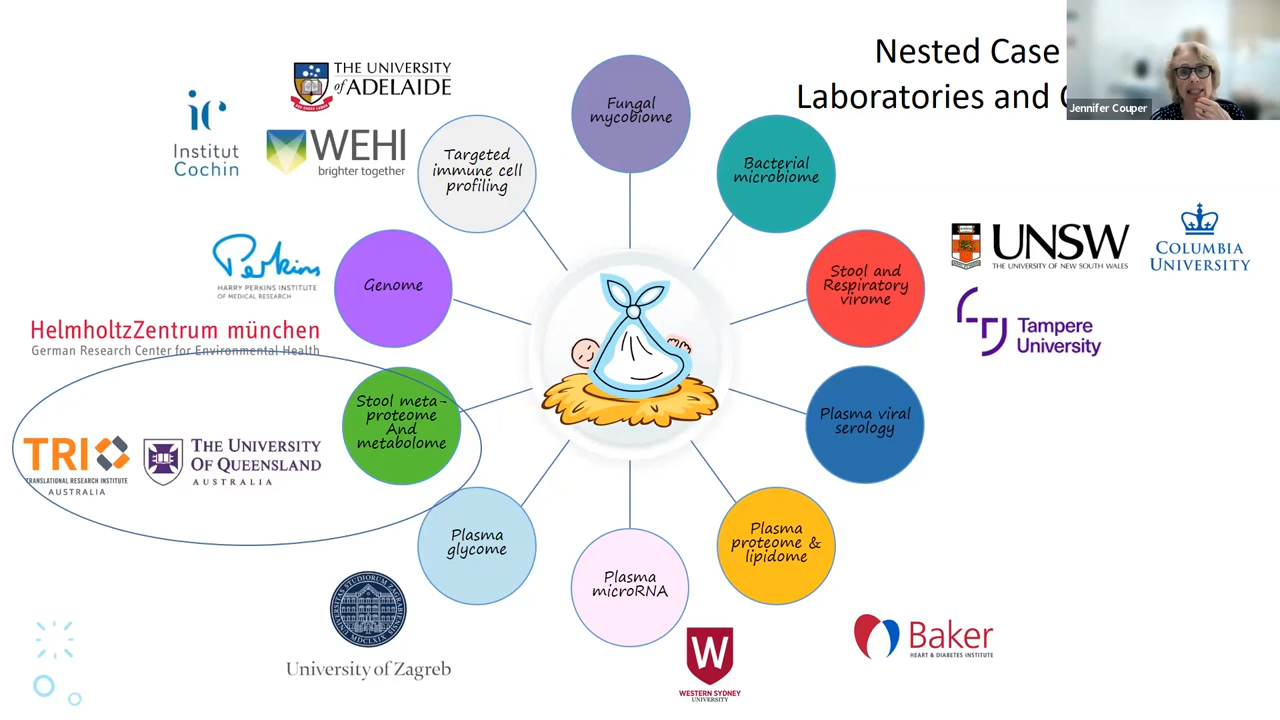 Nested Case
Laboratories and
Jennifer Couper
THE UNIVERSITY
of ADELAIDE
ic
Institut
Cochin
WEHI
brighter together
Targeted
immune cell
profiling
Fungal
mycobiome
Bacterial
microbiome
Perkins
HARRY PERKINS INSTITUTE
OF MEDICAL RESEARCH
Genome
Stool and
Respiratory
virome
UNSW
THE UNIVERSITY OF NEW SOUTH WALES
COLUMBIA
UNIVERSITY
Tampere
University
HelmholtzZentrum münchen
German Research Center for Environmental Health
Stool meta-
proteome
And
metabolome
TRI
TRANSLATIONAL RESEARCH INSTITUTE
AUSTRALIA
THE UNIVERSITY
OF QUEENSLAND
AUSTRALIA
Plasma viral
serology
Plasma
glycome
Plasma
microRNA
Plasma
proteome &
lipidome
University of Zagreb
W
WESTERN SYDNEY
UNIVERSITY
Baker
HEART & DIABETES INSTITUTE